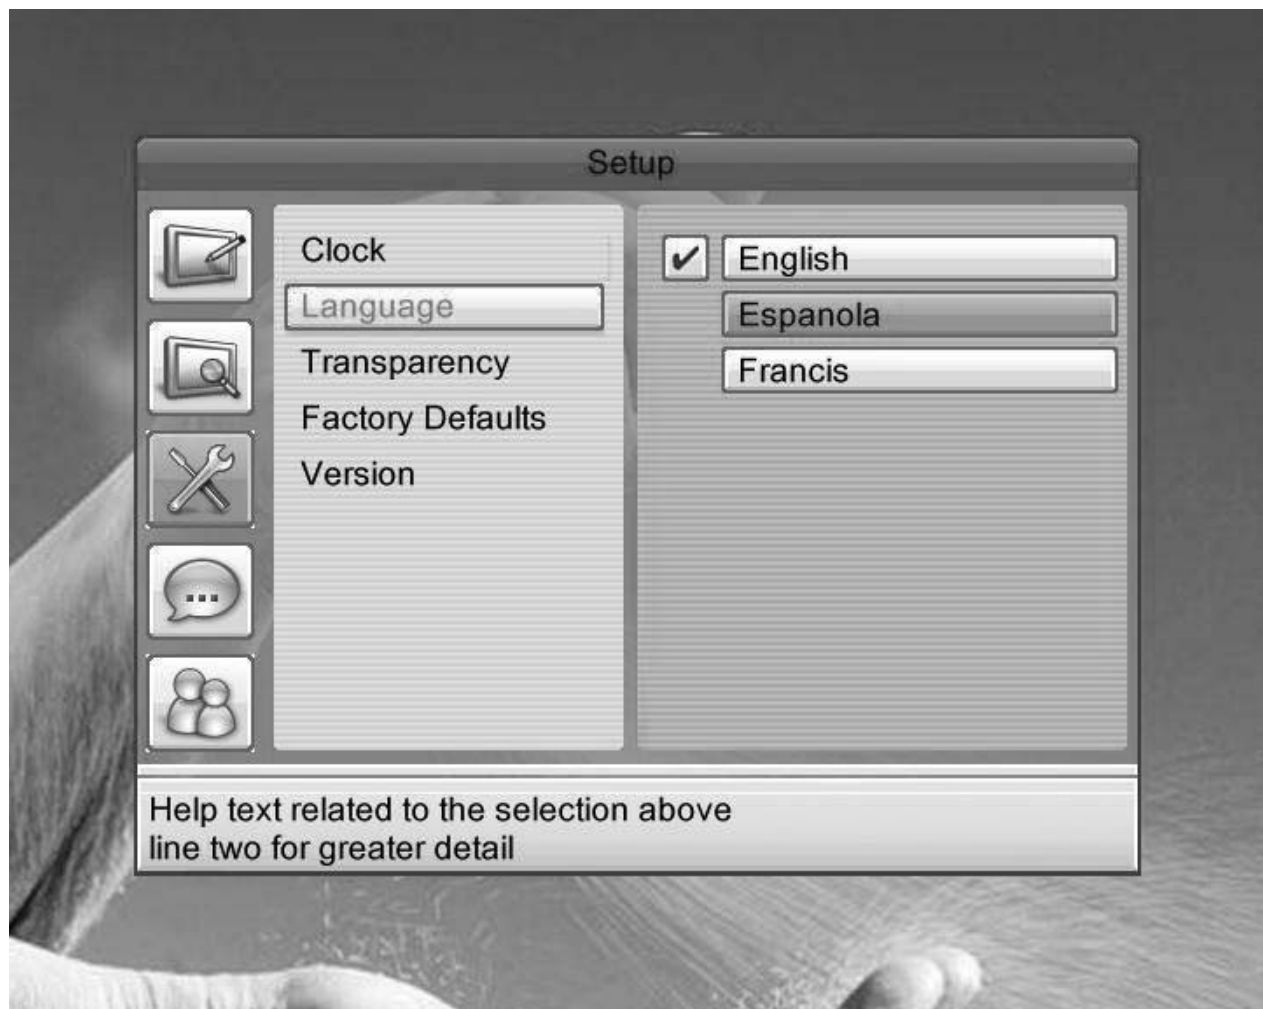 Setup
Clock
Language
Transparency
Factory Defaults
Version
✔ English
Espanola
Francis
Help text related to the selection above
line two for greater detail